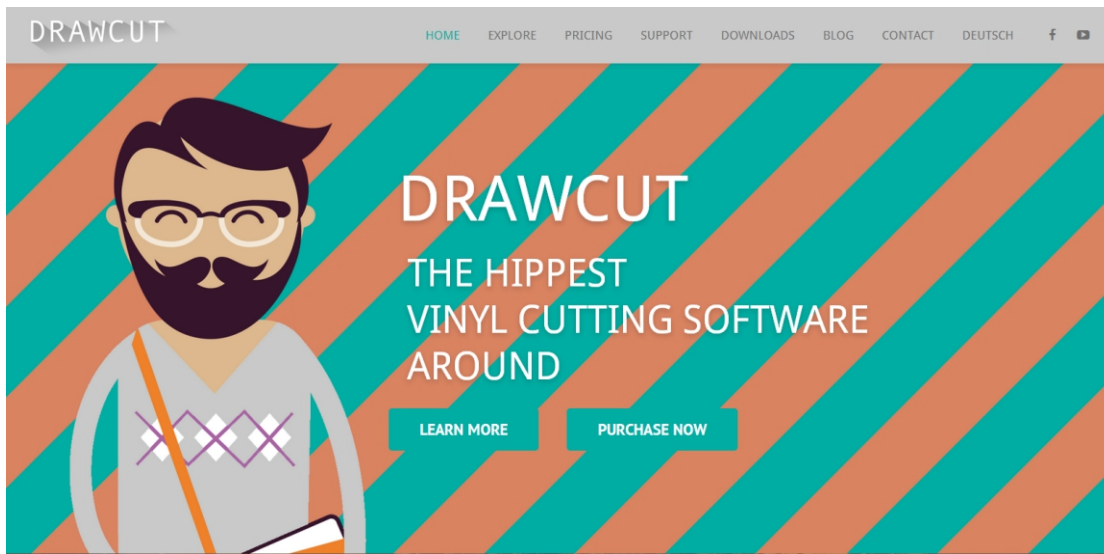 DRAWCUT
HOME EXPLORE PRICING SUPPORT DOWNLOADS BLOG CONTACT DEUTSCH
DRAWCUT
THE HIPPEST
VINYL CUTTING SOFTWARE
AROUND
LEARN MORE PURCHASE NOW